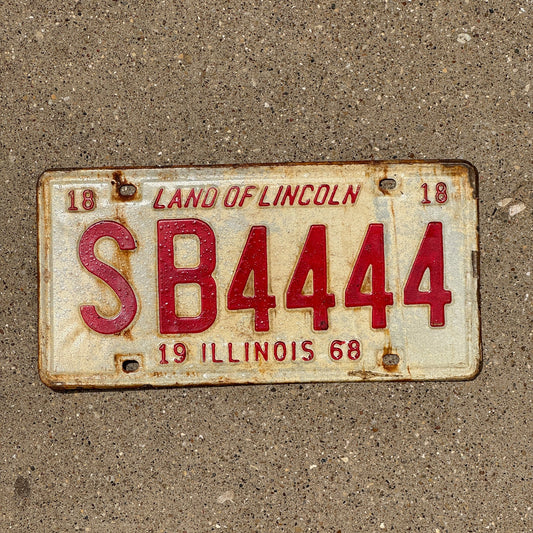 18 LAND OF LINCOLN 18
SB4444
19 ILLINOIS 68